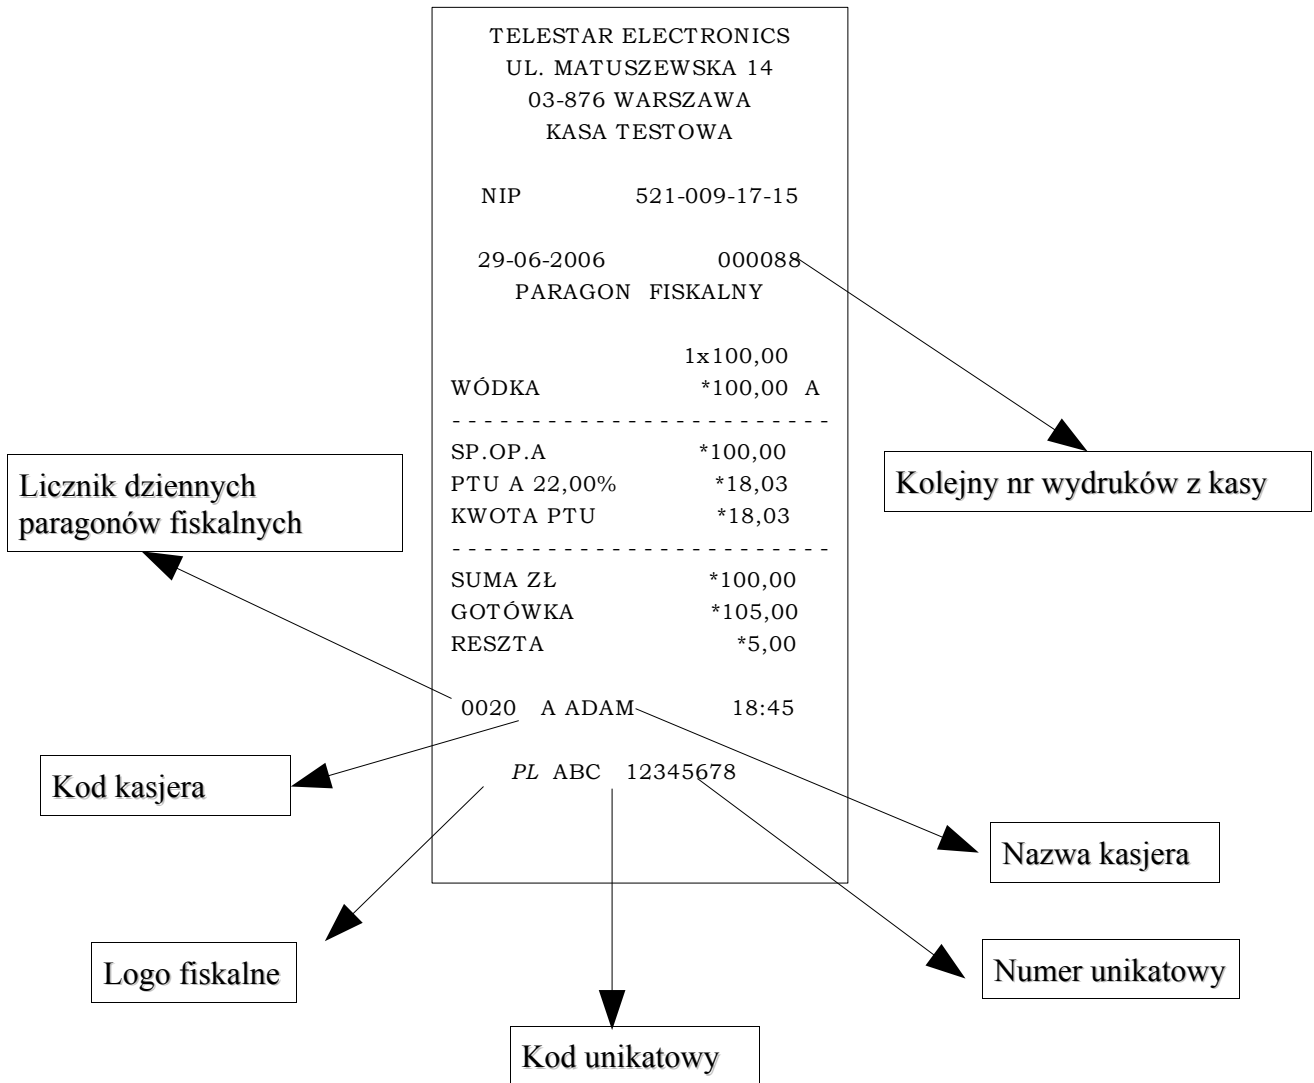 TELESTAR ELECTRONICS
UL. MATUSZEWSKA 14
03-876 WARSZAWA
KASA TESTOWA
NIP 521-009-17-15
29-06-2006 000088
PARAGON FISKALNY
1x100,00
WÓDKA *100,00 A
- - - - - - - - - - - - - - - - - - - - - - - -
SP.OP.A *100,00
PTU A 22,00% *18,03
KWOTA PTU *18,03
- - - - - - - - - - - - - - - - - - - - - - - -
SUMA ZŁ *100,00
GOTÓWKA *105,00
RESZTA *5,00
0020 A ADAM 18:45
PL ABC 12345678
Licznik dziennych
paragonów fiskalnych
Kolejny nr wydruków z kasy
Kod kasjera
Nazwa kasjera
Logo fiskalne
Numer unikatowy
Kod unikatowy